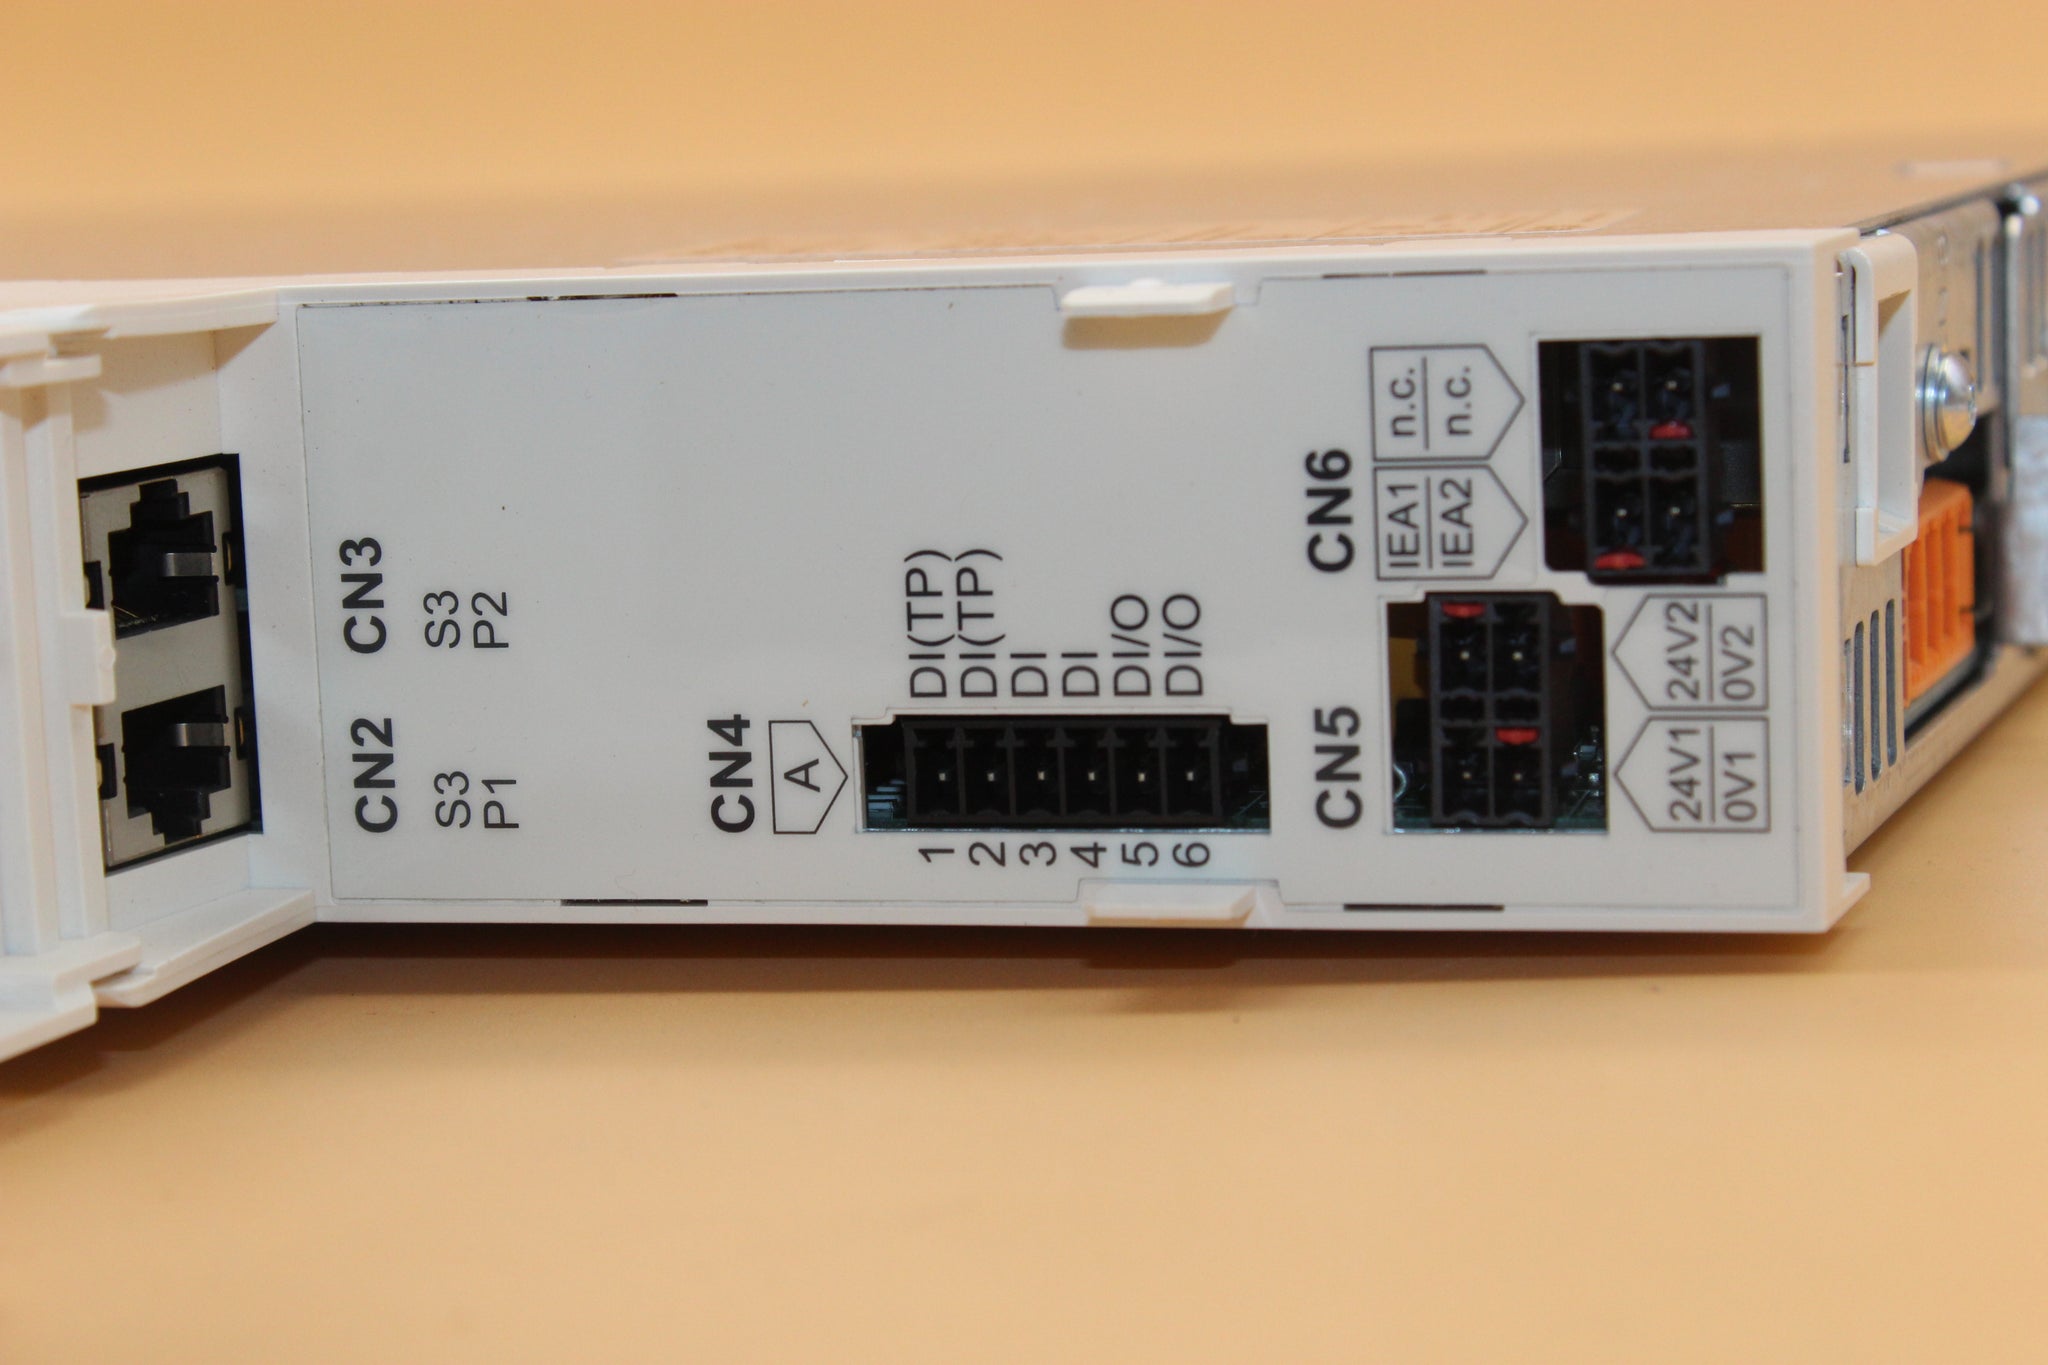 CN3
S3
P2
CN2
S3
P1
CN4
A
DI(TP)
DI(TP)
DI
DI
DI/O
DI/O
1
2
3
4
5
6
CN6
n.c.
n.c.
IEA1
IEA2
CN5
24V2
0V2
24V1
0V1